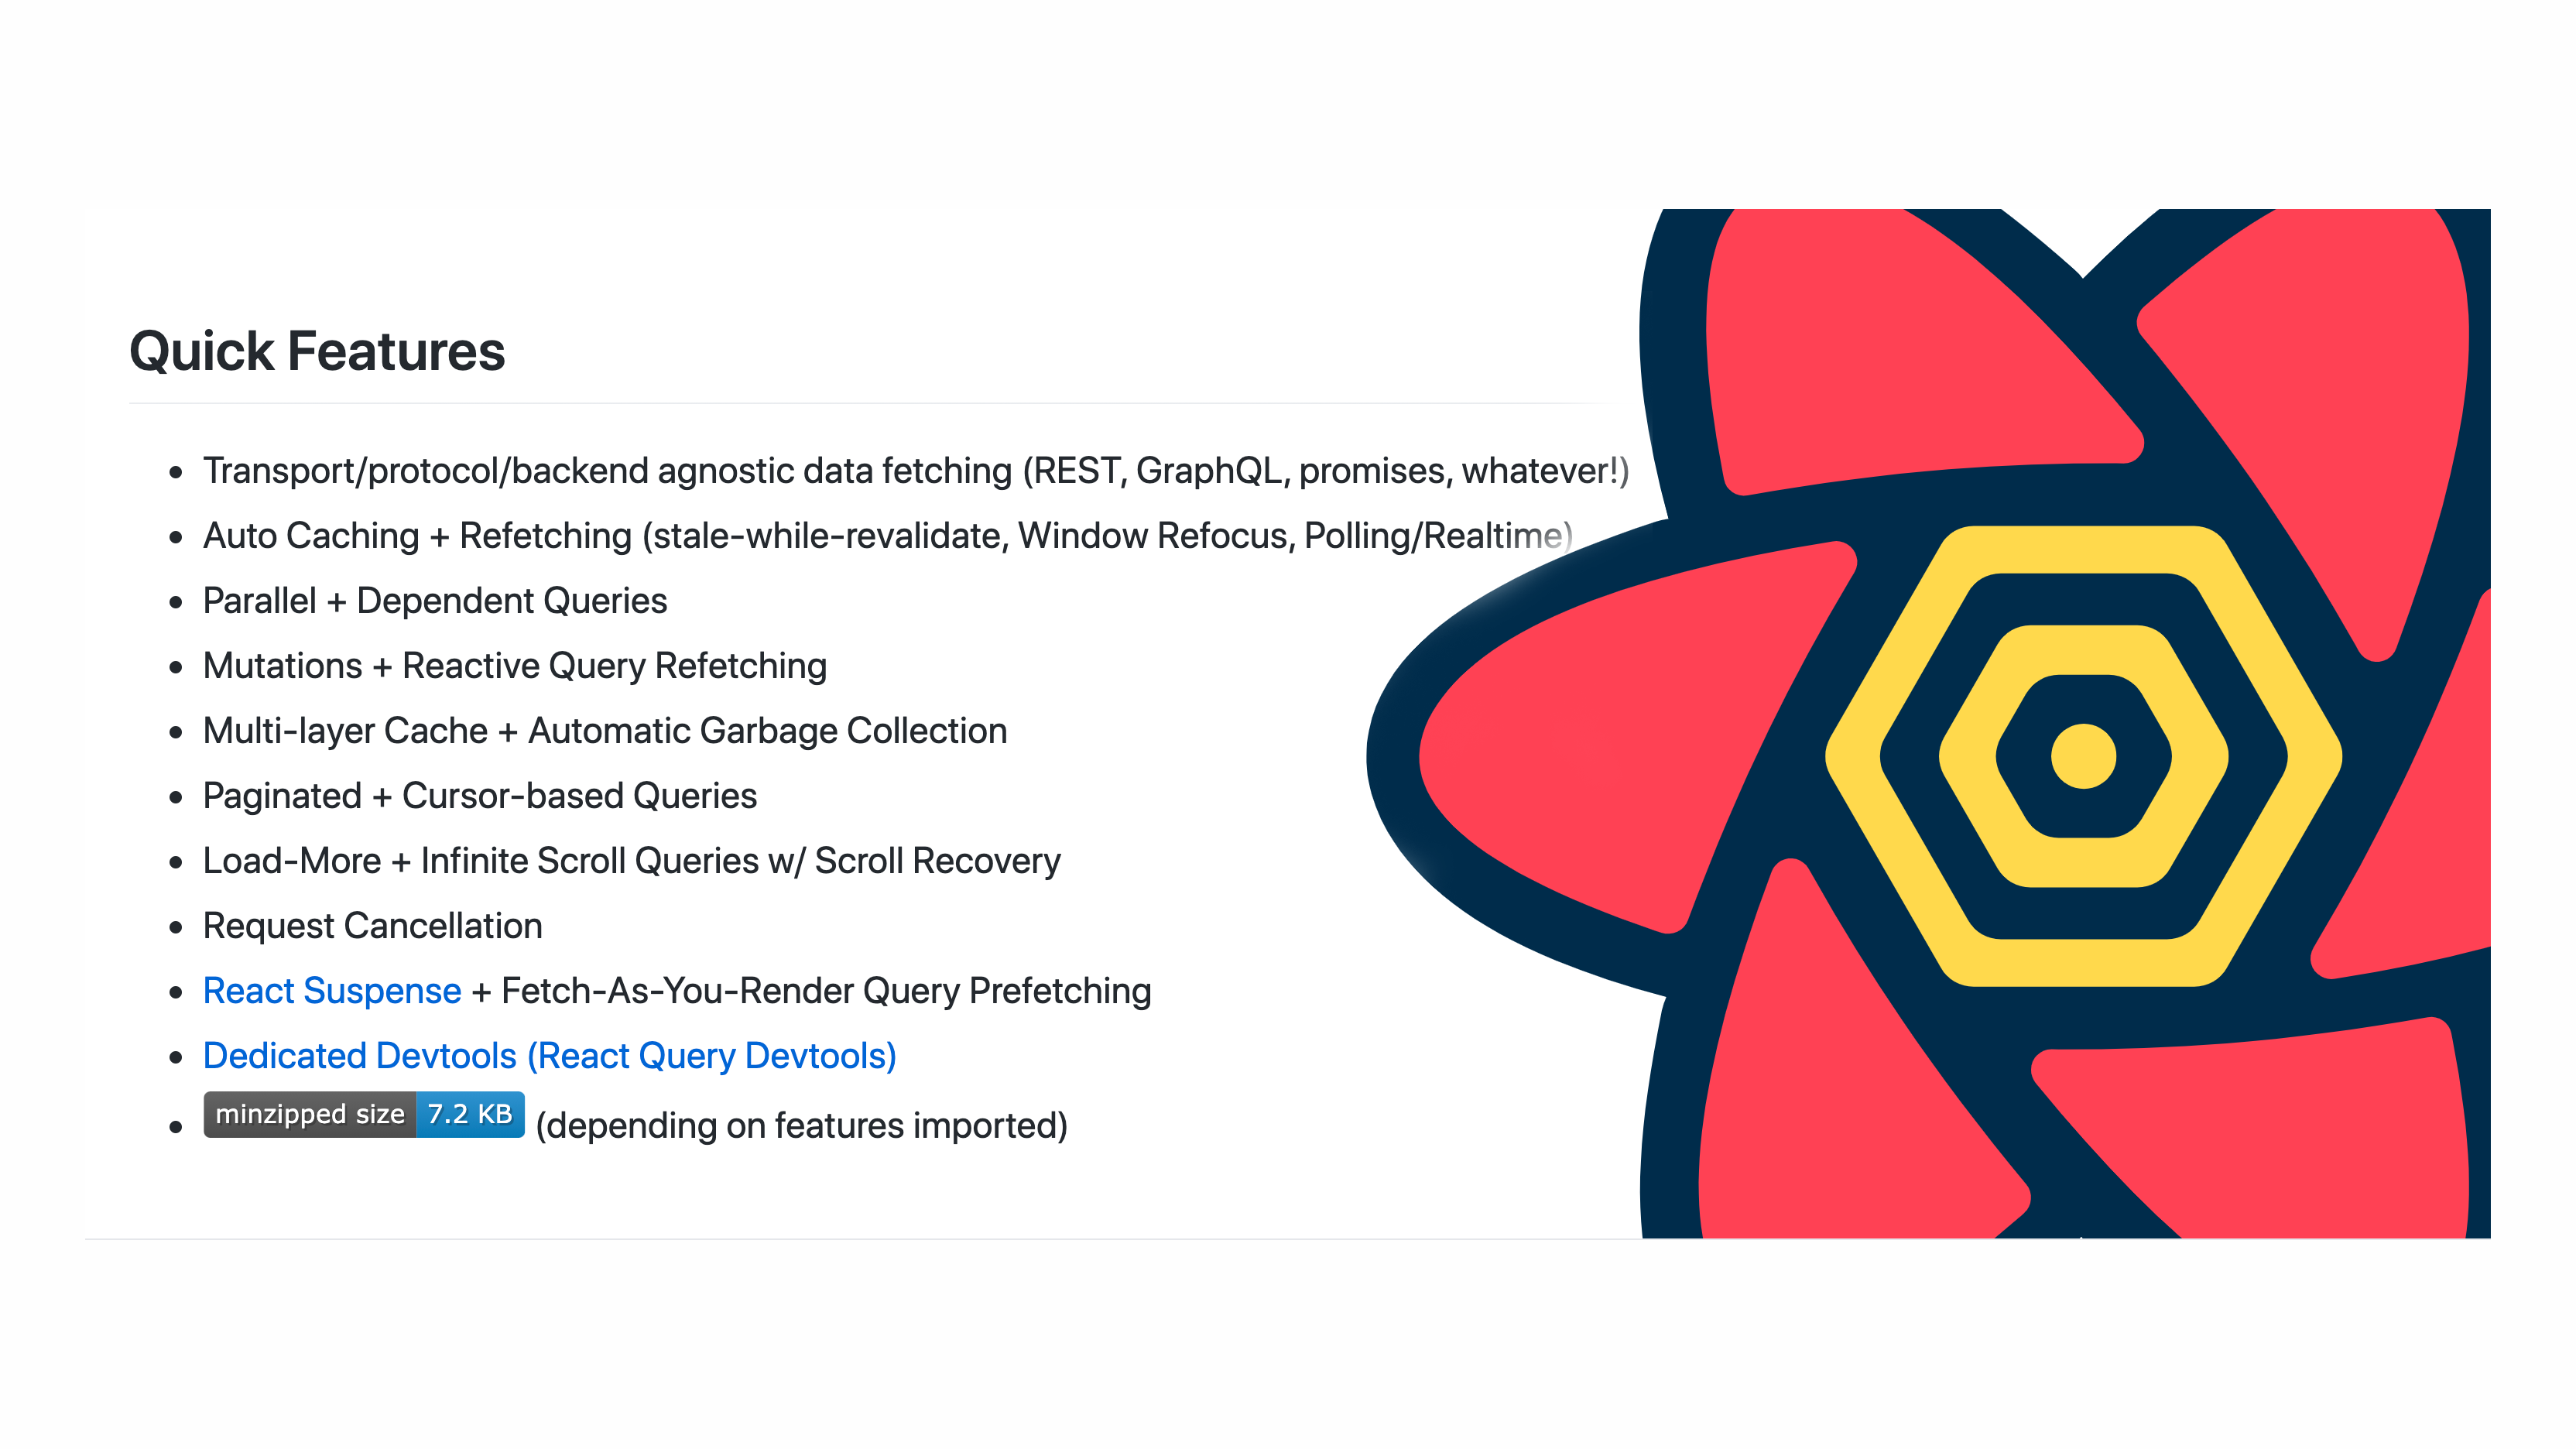 Quick Features
Transport/protocol/backend agnostic data fetching (REST, GraphQL, promises, whatever!)
Auto Caching + Refetching (stale-while-revalidate, Window Refocus, Polling/Realtime)
Parallel + Dependent Queries
Mutations + Reactive Query Refetching
Multi-layer Cache + Automatic Garbage Collection
Paginated + Cursor-based Queries
Load-More + Infinite Scroll Queries w/ Scroll Recovery
Request Cancellation
React Suspense + Fetch-As-You-Render Query Prefetching
Dedicated Devtools (React Query Devtools)
minzipped size 7.2 KB (depending on features imported)